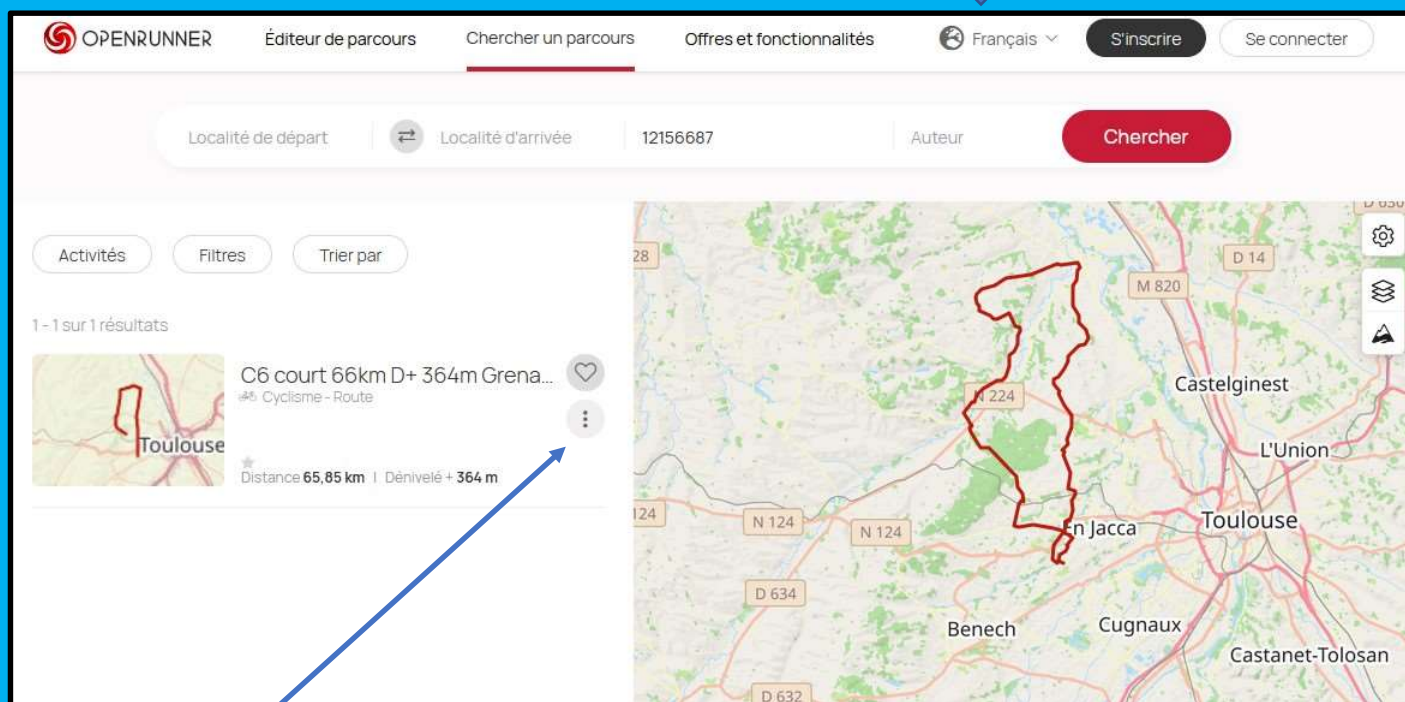 OPENRUNNER Éditeur de parcours Chercher un parcours Offres et fonctionnalités Français S'inscrire Se connecter
Localité de départ Localité d'arrivée 12156687 Auteur Chercher
Activités Filtres Trier par
1 - 1 sur 1 résultats
C6 court 66km D+ 364m Grena...
Cyclisme - Route
Toulouse
Distance 65,85 km | Dénivelé + 364 m
D 630
28
D 14
M 820
Castelginest
N 224
L'Union
124
N 124
N 124
En Jacca
Toulouse
D 634
Benech
Cugnaux
Castanet-Tolosan
D 632